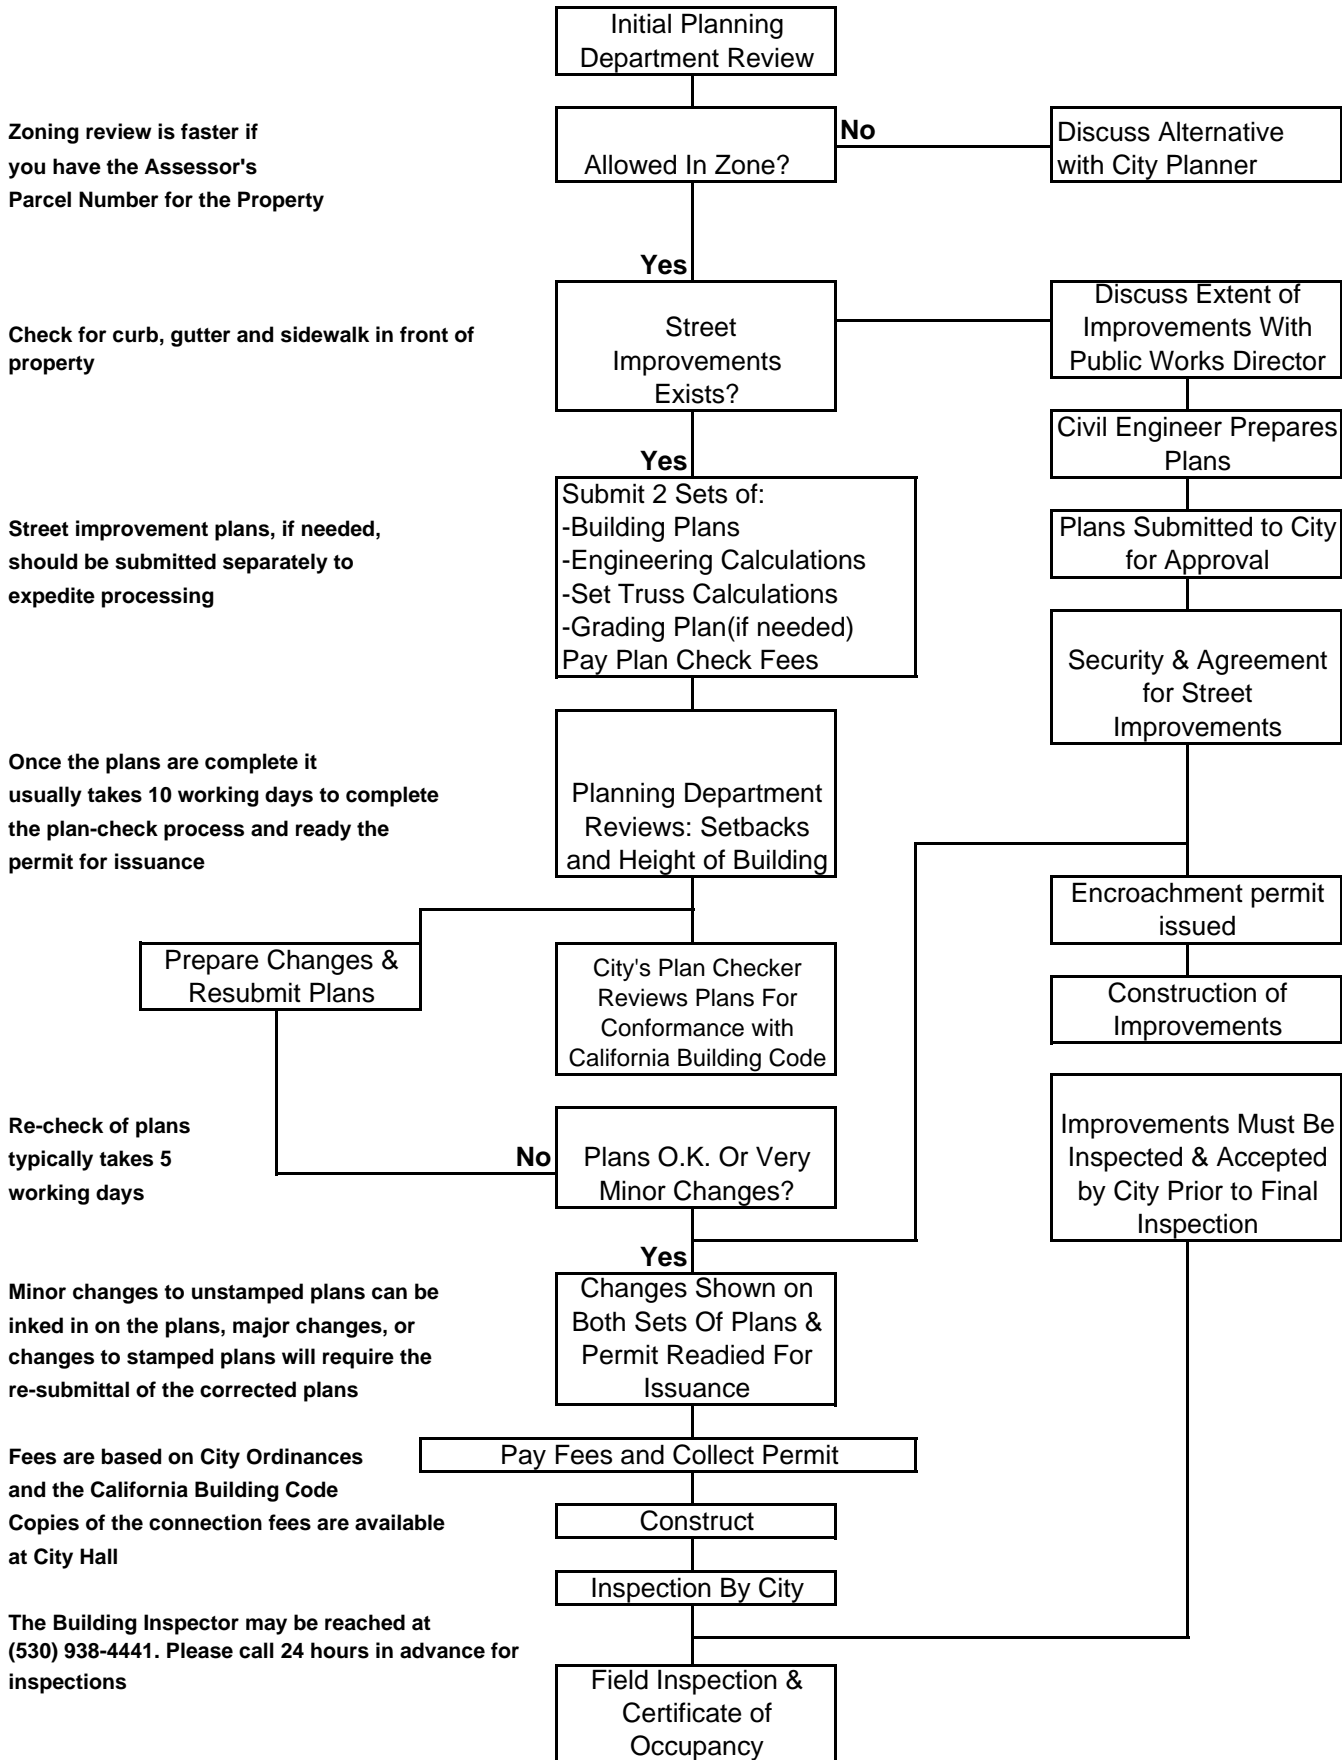 Initial Planning
Department Review
Zoning review is faster if
you have the Assessor's
Parcel Number for the Property
Allowed In Zone?
No
Discuss Alternative
with City Planner
Yes
Check for curb, gutter and sidewalk in front of
property
Street
Improvements
Exists?
Discuss Extent of
Improvements With
Public Works Director
Civil Engineer Prepares
Plans
Yes
Street improvement plans, if needed,
should be submitted separately to
expedite processing
Submit 2 Sets of:
-Building Plans
-Engineering Calculations
-Set Truss Calculations
-Grading Plan(if needed)
Pay Plan Check Fees
Plans Submitted to City
for Approval
Security & Agreement
for Street
Improvements
Once the plans are complete it
usually takes 10 working days to complete
the plan-check process and ready the
permit for issuance
Planning Department
Reviews: Setbacks
and Height of Building
Encroachment permit
issued
Prepare Changes &
Resubmit Plans
City's Plan Checker
Reviews Plans For
Conformance with
California Building Code
Construction of
Improvements
Re-check of plans
typically takes 5
working days
No
Plans O.K. Or Very
Minor Changes?
Improvements Must Be
Inspected & Accepted
by City Prior to Final
Inspection
Yes
Minor changes to unstamped plans can be
inked in on the plans, major changes, or
changes to stamped plans will require the
re-submittal of the corrected plans
Changes Shown on
Both Sets Of Plans &
Permit Readied For
Issuance
Fees are based on City Ordinances
and the California Building Code
Copies of the connection fees are available
at City Hall
Pay Fees and Collect Permit
Construct
Inspection By City
The Building Inspector may be reached at
(530) 938-4441. Please call 24 hours in advance for
inspections
Field Inspection &
Certificate of
Occupancy